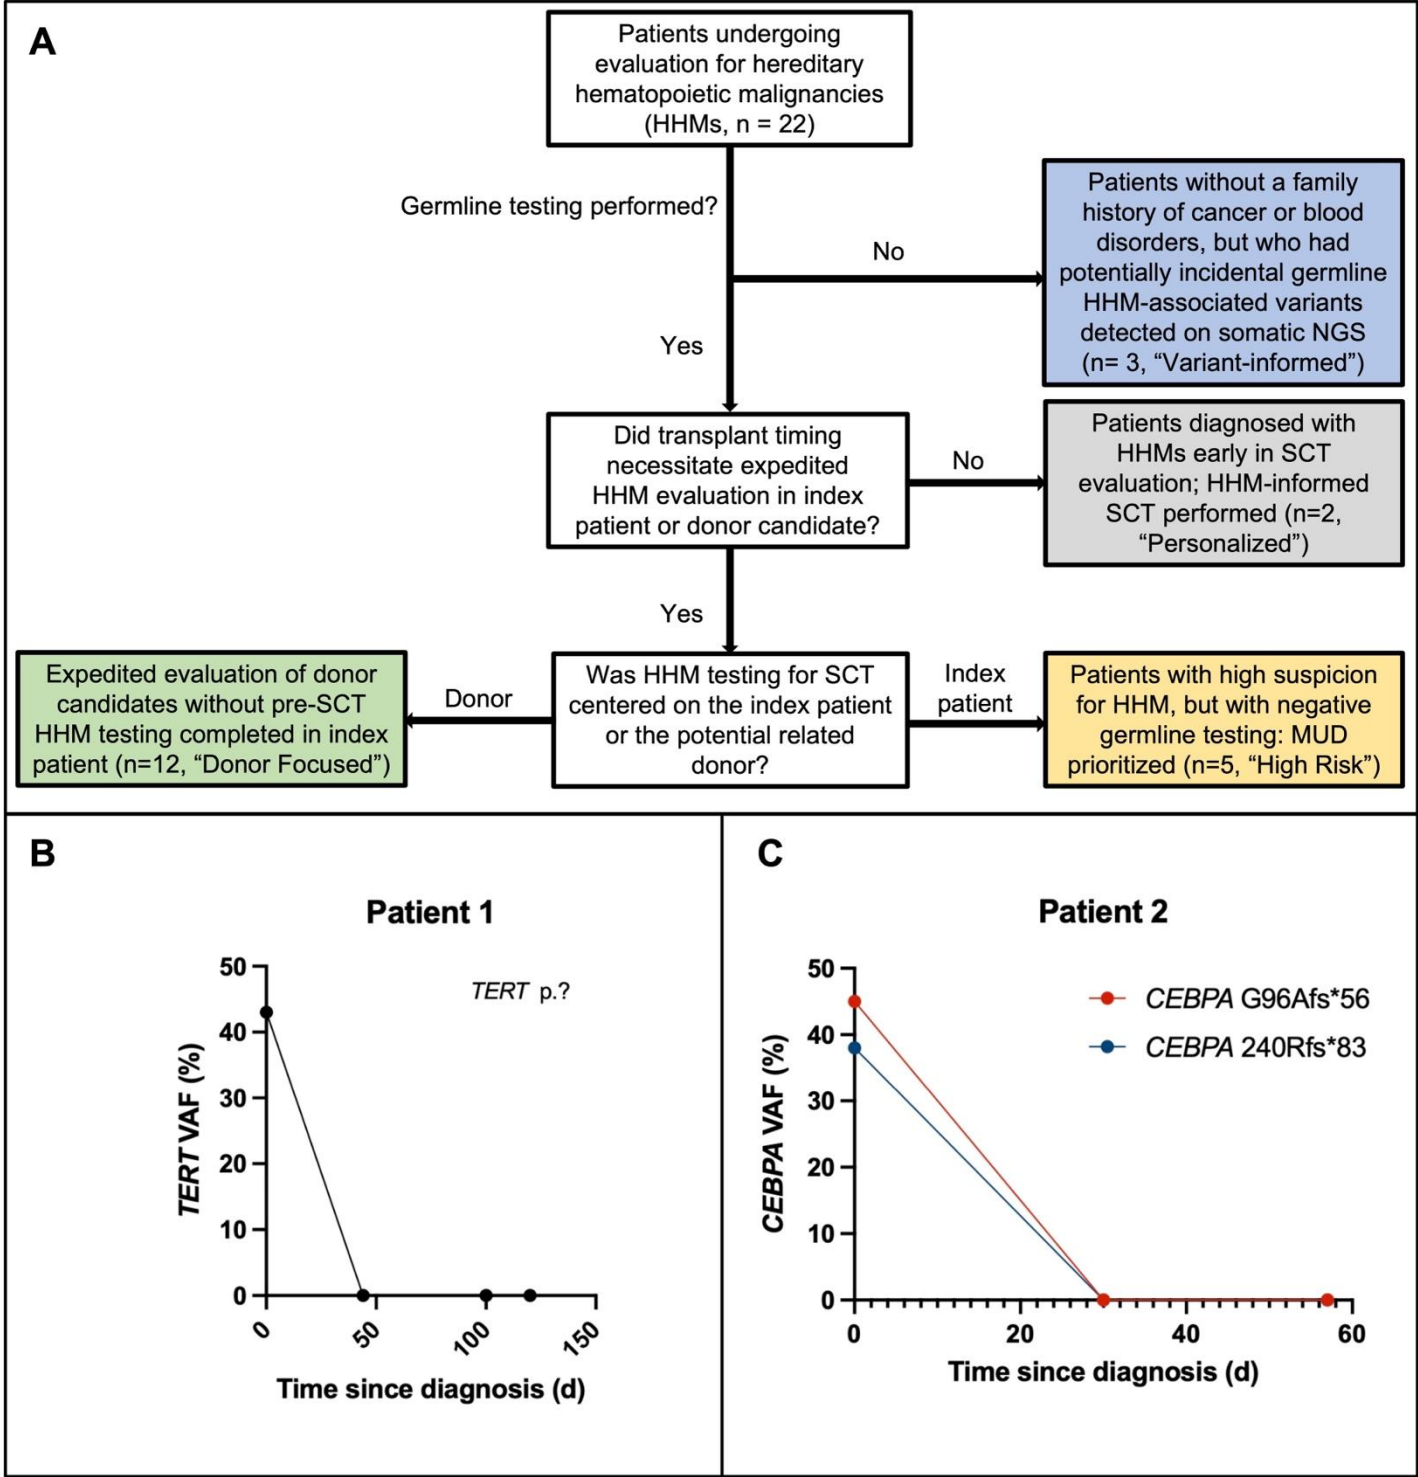 A
Patients undergoing
evaluation for hereditary
hematopoietic malignancies
(HHMs, n = 22)
Germline testing performed?
No
Patients without a family
history of cancer or blood
disorders, but who had
potentially incidental germline
HHM-associated variants
detected on somatic NGS
(n= 3, “Variant-informed”)
Yes
Did transplant timing
necessitate expedited
HHM evaluation in index
patient or donor candidate?
No
Patients diagnosed with
HHMs early in SCT
evaluation; HHM-informed
SCT performed (n=2,
“Personalized”)
Yes
Expedited evaluation of donor
candidates without pre-SCT
HHM testing completed in index
patient (n=12, “Donor Focused”)
Donor
Was HHM testing for SCT
centered on the index patient
or the potential related
donor?
Index
patient
Patients with high suspicion
for HHM, but with negative
germline testing: MUD
prioritized (n=5, “High Risk”)
B
Patient 1
TERT p.?
TERT VAF (%)
50
40
30
20
10
0
0
50
100
150
Time since diagnosis (d)
C
Patient 2
CEBPA G96Afs*56
CEBPA 240Rfs*83
CEBPA VAF (%)
50
40
30
20
10
0
0
20
40
60
Time since diagnosis (d)